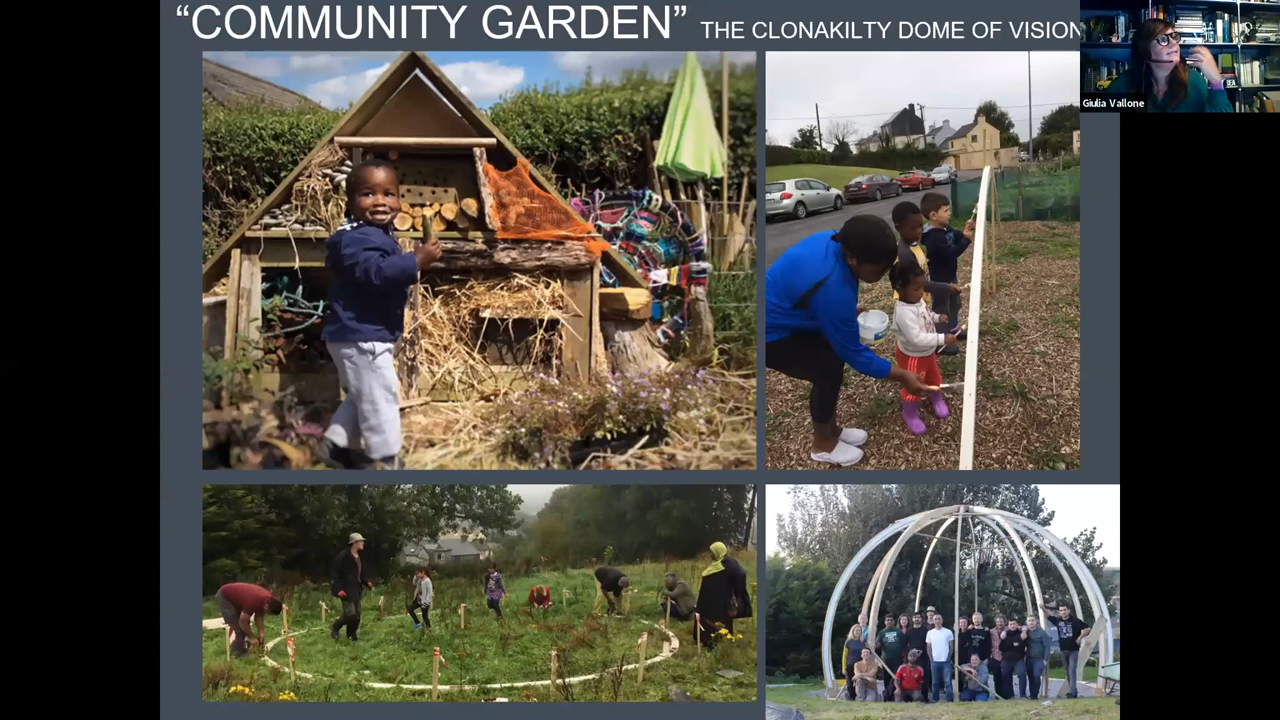 “COMMUNITY GARDEN” THE CLONAKILTY DOME OF VISION
Giulia Vallone